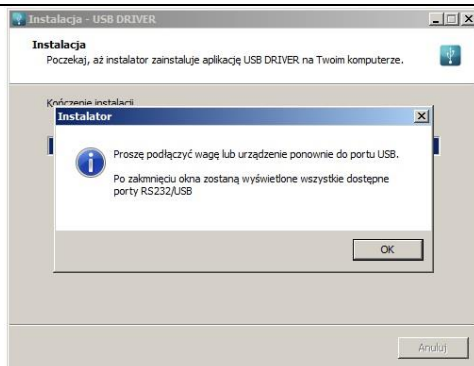 Instalacja - USB DRIVER
Instalacja
Poczekaj, aż instalator zainstaluje aplikację USB DRIVER na Twoim komputerze.
Kończenie instalacji
Instalator
Proszę podłączyć wagę lub urządzenie ponownie do portu USB.
Po zakmnięciu okna zostaną wyświetlone wszystkie dostępne
porty RS232/USB
OK
Anuluj